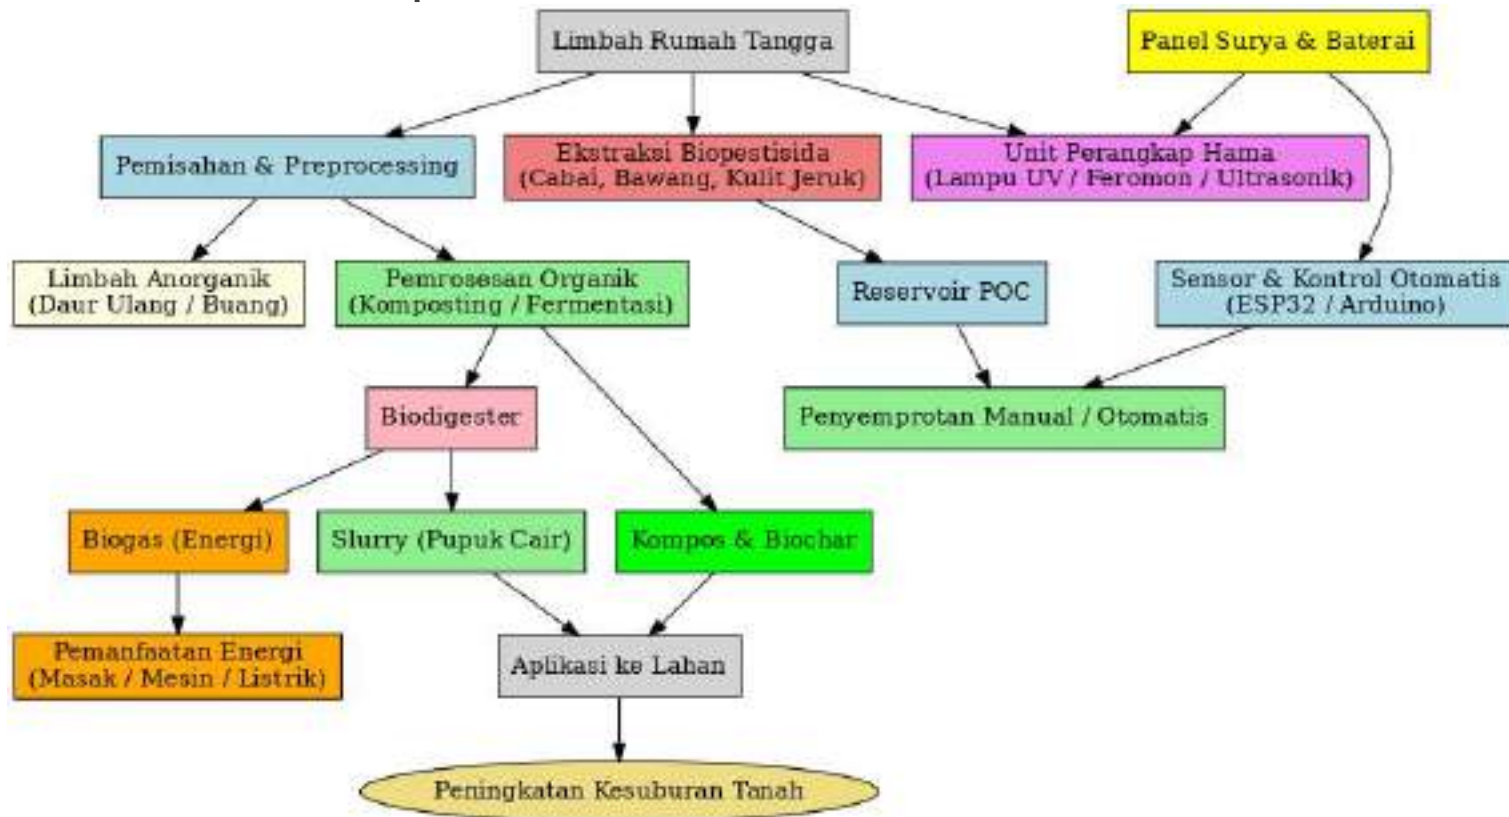 Limbah Rumah Tangga
Panel Surya & Baterai
Pemisahan & Preprocessing
Ekstraksi Biopestisida
(Cabai, Bawang, Kulit Jeruk)
Unit Perangkap Hama
(Lampu UV / Feromon / Ultrasonik)
Limbah Anorganik
(Daur Ulang / Buang)
Pemrosesan Organik
(Komposting / Fermentasi)
Reservoir POC
Sensor & Kontrol Otomatis
(ESP32 / Arduino)
Biodigester
Penyemprotan Manual / Otomatis
Biogas (Energi)
Slurry (Pupuk Cair)
Kompos & Biochar
Pemanfaatan Energi
(Masak / Mesin / Listrik)
Aplikasi ke Lahan
Peningkatan Kesuburan Tanah